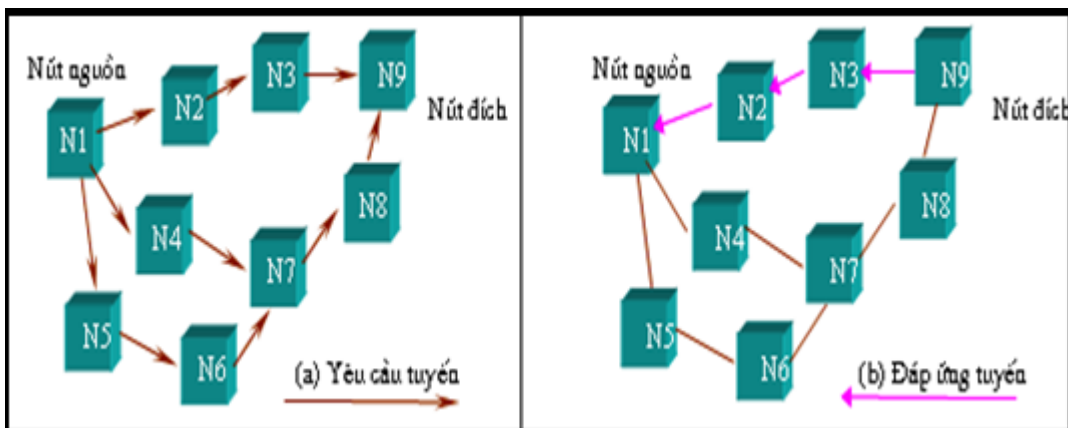 Nút nguồn
N1
N2
N3
N9
Nút đích
N4
N7
N8
N5
N6
(a) Yêu cầu tuyến
Nút nguồn
N1
N2
N3
N9
Nút đích
N4
N7
N8
N5
N6
(b) Đáp ứng tuyến